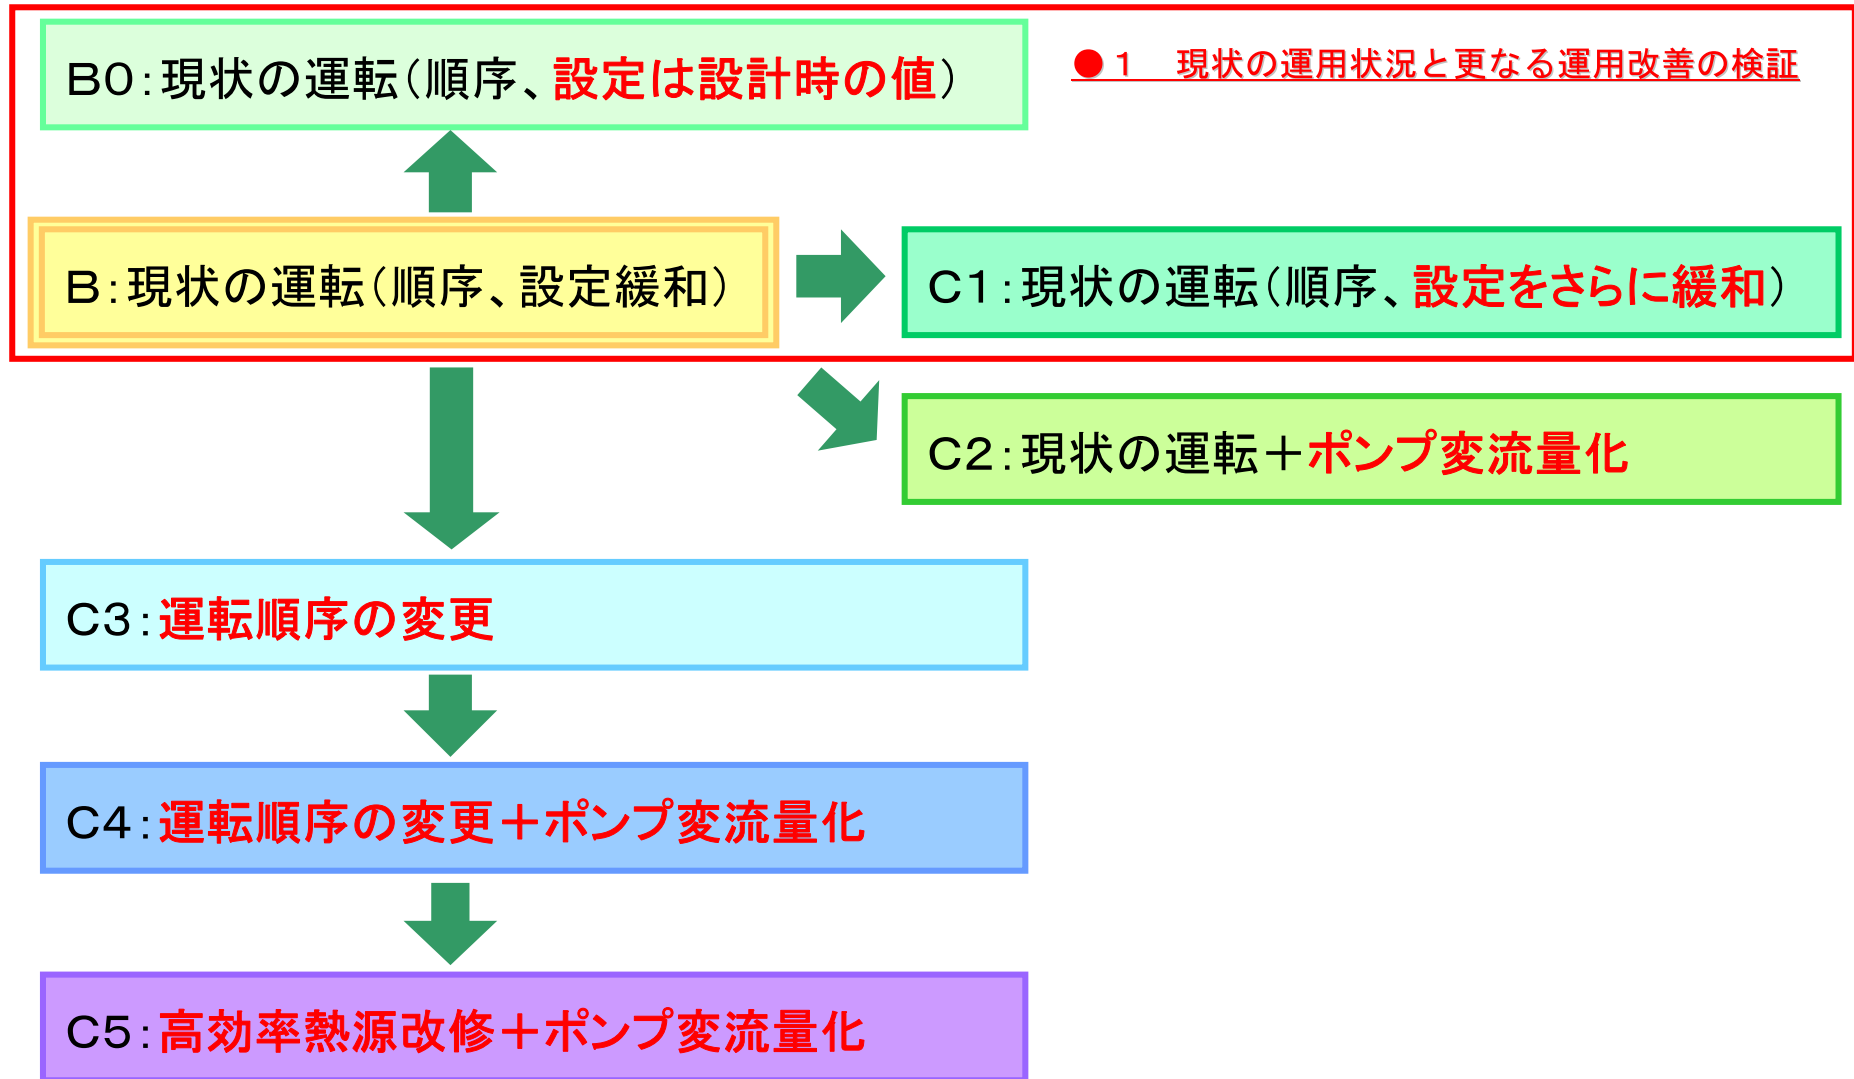 B0:現状の運転(順序、設定は設計時の値)
●1 現状の運用状況と更なる運用改善の検証
B:現状の運転(順序、設定緩和)
C1:現状の運転(順序、設定をさらに緩和)
C2:現状の運転+ポンプ変流量化
C3:運転順序の変更
C4:運転順序の変更+ポンプ変流量化
C5:高効率熱源改修+ポンプ変流量化